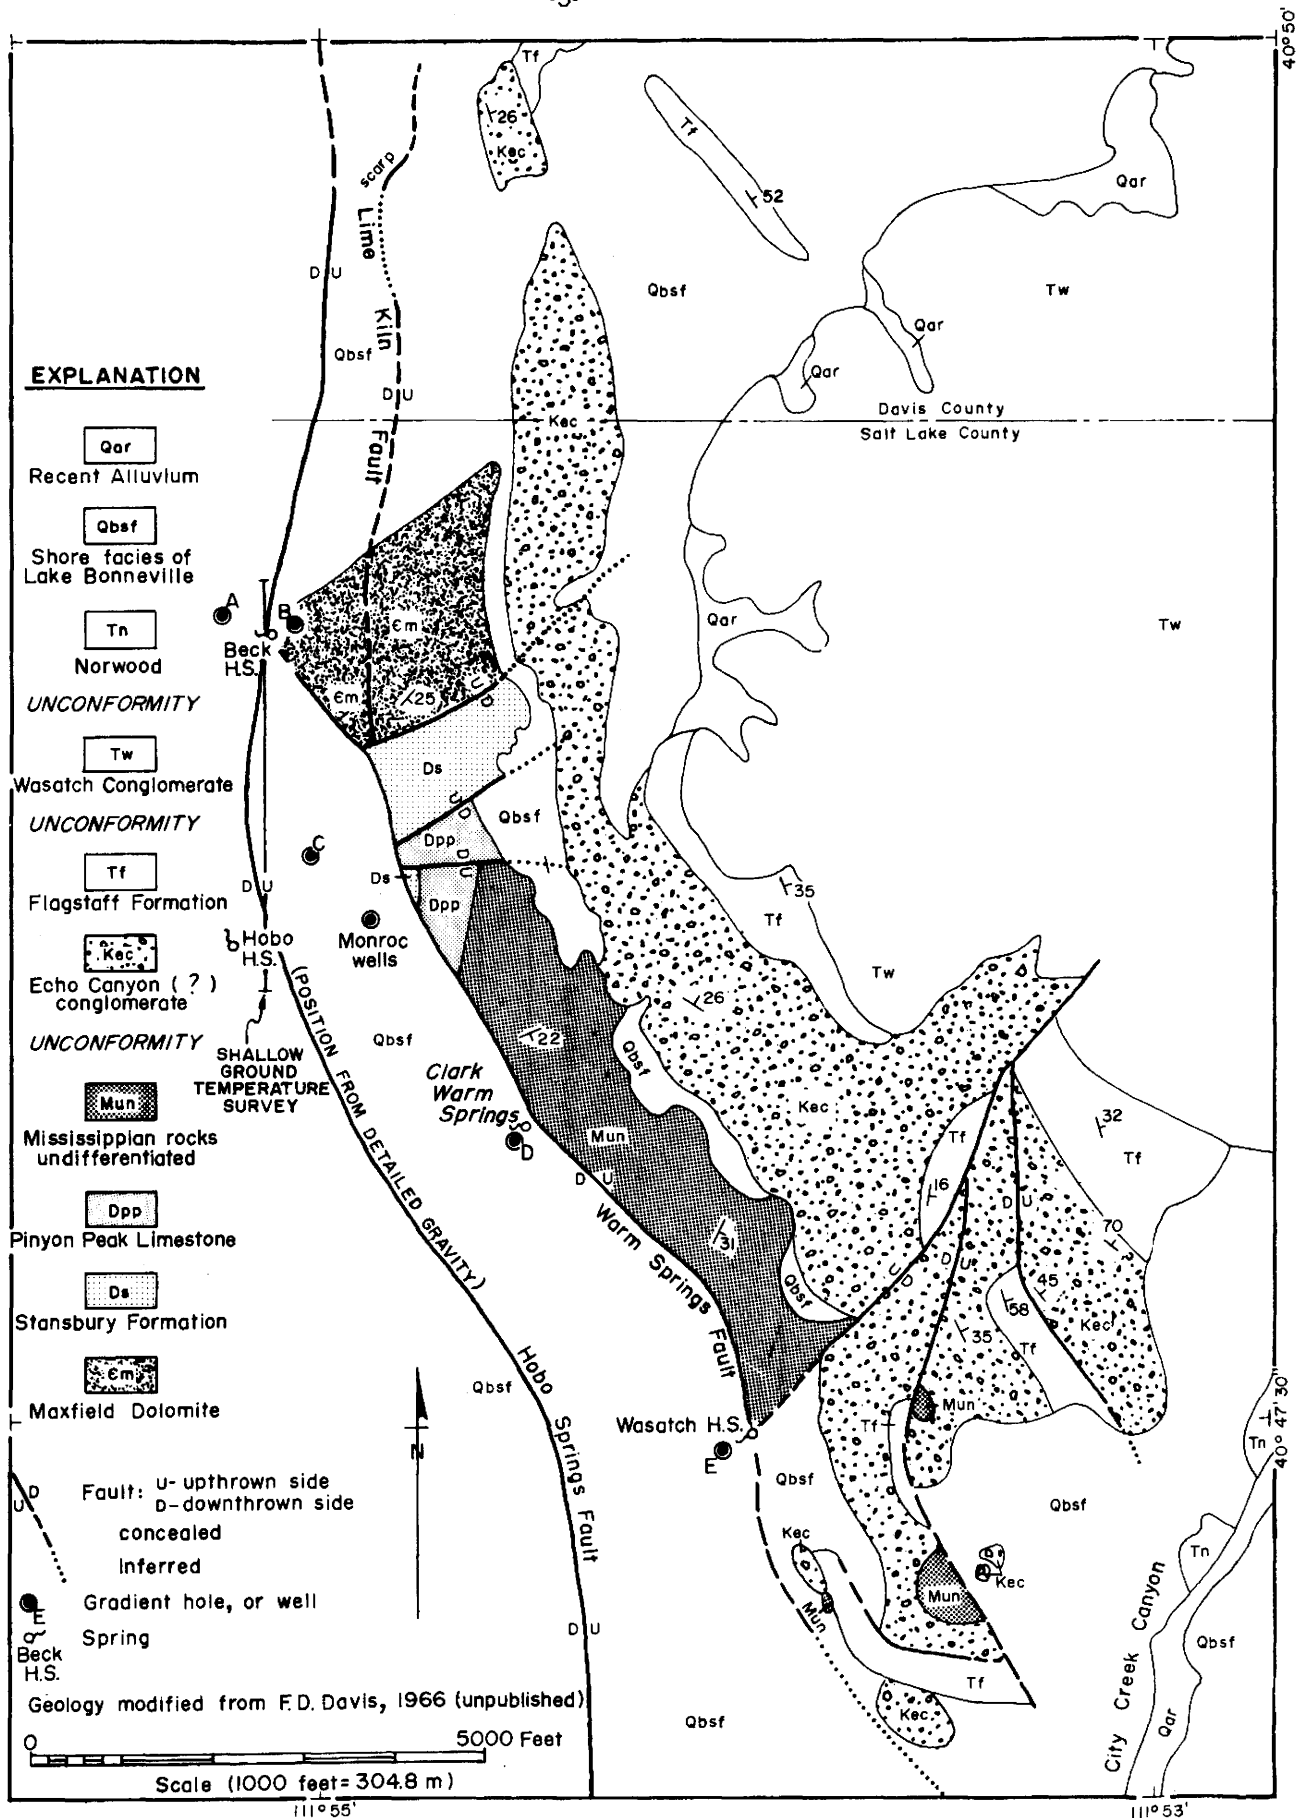 40°50'
Tf
26
Kec
Tf
52
Qar
scarp
Lime
Kiln
Fault
D U
Qbsf
Tw
Qar
Qbsf
Qar
D U
Davis County
Salt Lake County
Kec
EXPLANATION
Qar
Recent Alluvium
Qbsf
Shore facies of
Lake Bonneville
Tn
Norwood
UNCONFORMITY
Tw
Wasatch Conglomerate
UNCONFORMITY
Tf
Flagstaff Formation
Kec
Echo Canyon (?)
conglomerate
UNCONFORMITY
Mun
Mississippian rocks
undifferentiated
Dpp
Pinyon Peak Limestone
Ds
Stansbury Formation
Єm
Maxfield Dolomite
Fault: U- upthrown side
D-downthrown side
U D
concealed
Inferred
E
Gradient hole, or well
Spring
Beck
H.S.
Geology modified from F.D. Davis, 1966 (unpublished)
0
5000 Feet
Scale (1000 feet=304.8 m)
A
B
Beck
H.S.
Єm
Єm
25
U D
Qar
Tw
Ds
U D
Qbsf
Dpp
D U
Ds
Dpp
C
D U
Hobo
H.S.
Monroc
wells
35
Tf
Tw
SHALLOW
GROUND
TEMPERATURE
SURVEY
(POSITION FROM DETAILED GRAVITY)
Qbsf
22
26
Qbsf
Clark
Warm
Springs
D
Mun
Kec
D U
Warm Springs Fault
31
Qbsf
Tf
16
32
Tf
D U
70
?
U D
D U
45
58
Tf
35
Kec
Hobo Springs Fault
Qbsf
N
Wasatch H.S.
E
Tf
Mun
Qbsf
Qbsf
40°47'30"
Tn
Tn
Kec
Mun
Mun
Kec
Qbsf
City Creek Canyon
Qar
D U
Tf
Kec
Qbsf
111°55'
111°53'